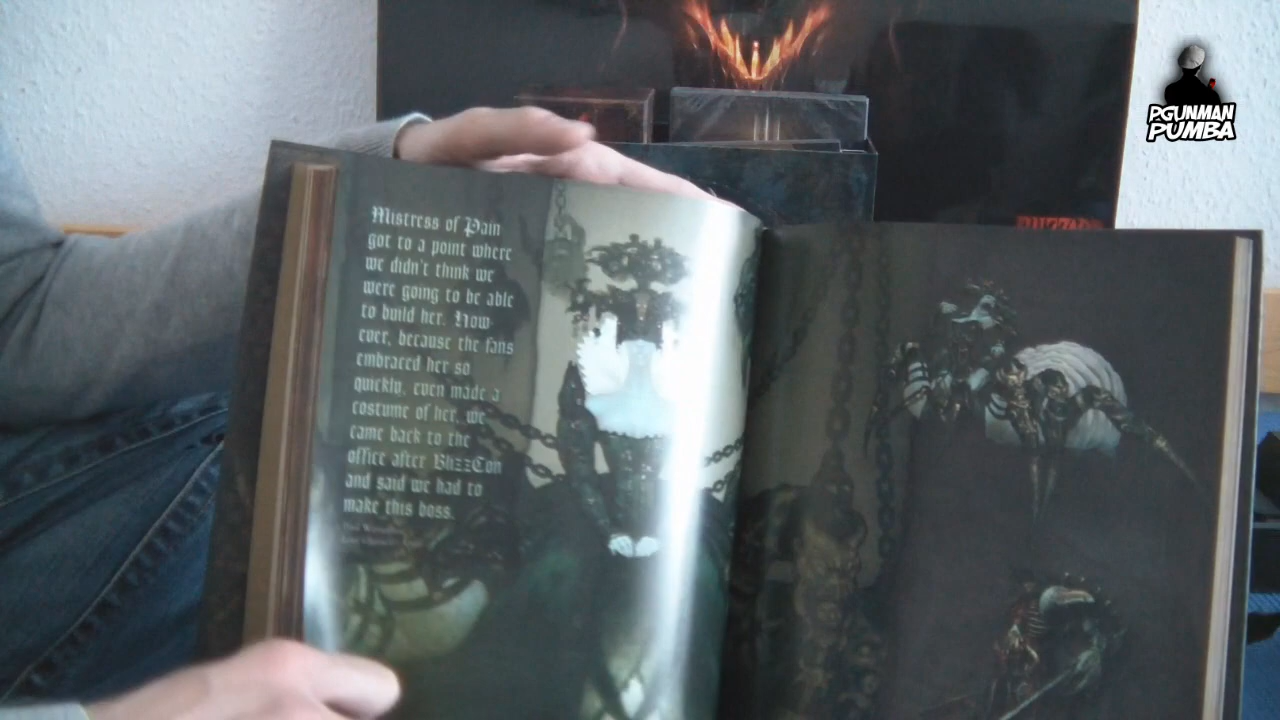 PGUNMAN
PUMBA
BLIZZARD
Mistress of Pain
got to a point where
we didn't think we
were going to be able
to build her. How
ever, because the fans
embraced her so
quickly, even made a
costume of her, we
came back to the
office after BlizzCon
and said we had to
make this boss.